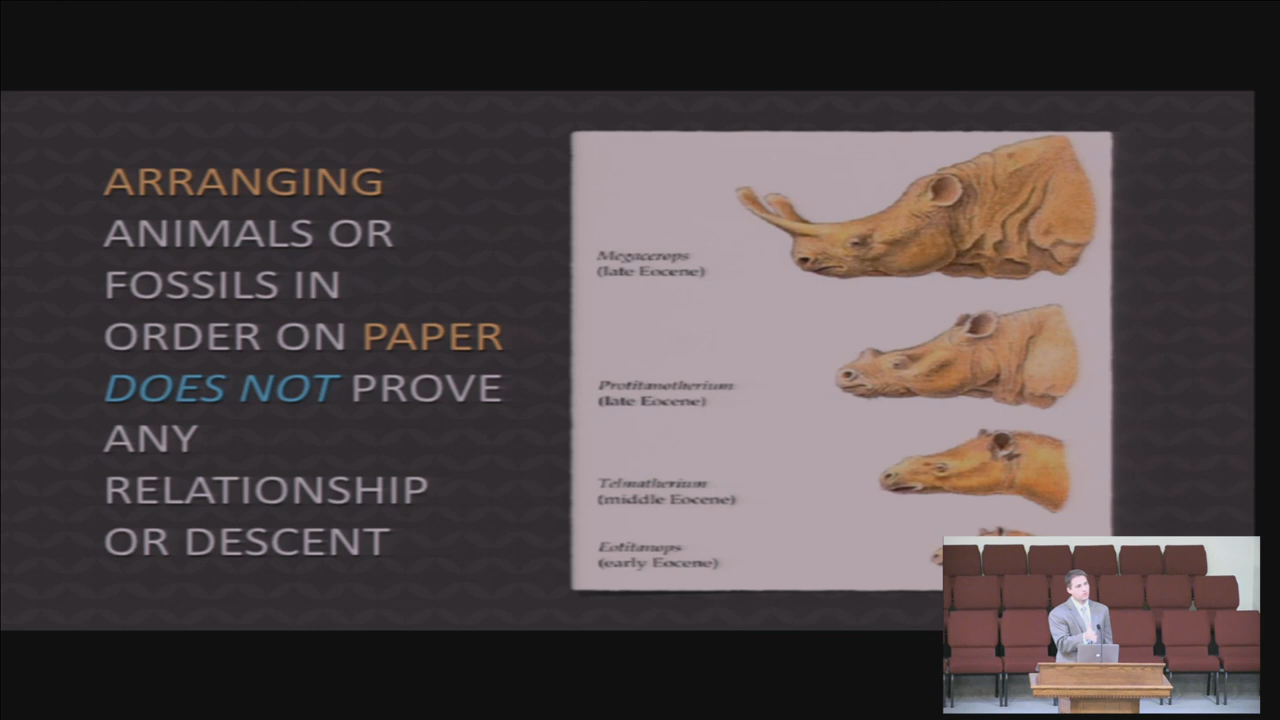 ARRANGING
ANIMALS OR
FOSSILS IN
ORDER ON PAPER
DOES NOT PROVE
ANY
RELATIONSHIP
OR DESCENT
Megacerops
(late Eocene)
Protitanotherium
(late Eocene)
Telmatherium
(middle Eocene)
Eotitanops
(early Eocene)